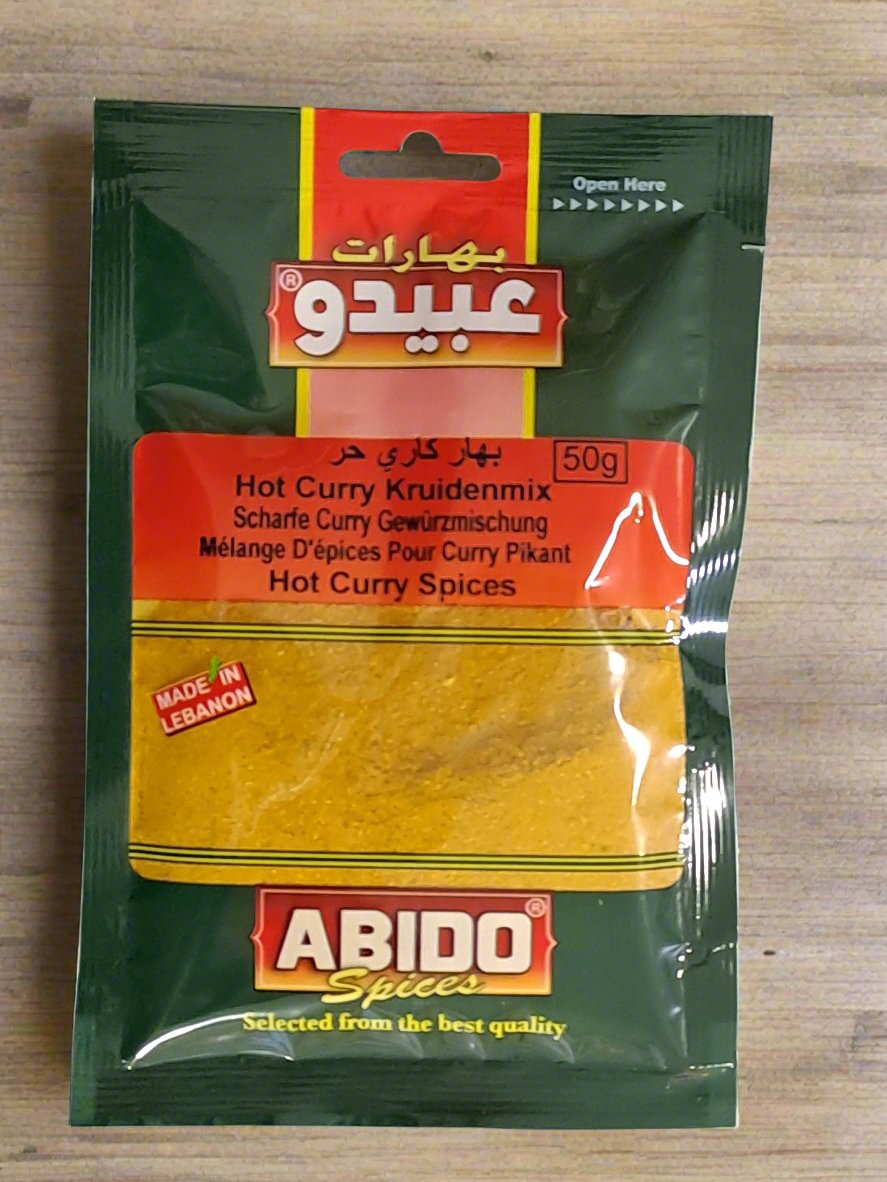 Open Here
بهارات
عبيدو®
بهار كاري حر
50g
Hot Curry Kruidenmix
Scharfe Curry Gewürzmischung
Mélange D'épices Pour Curry Pikant
Hot Curry Spices
MADE IN
LEBANON
ABIDO®
Spices
Selected from the best quality